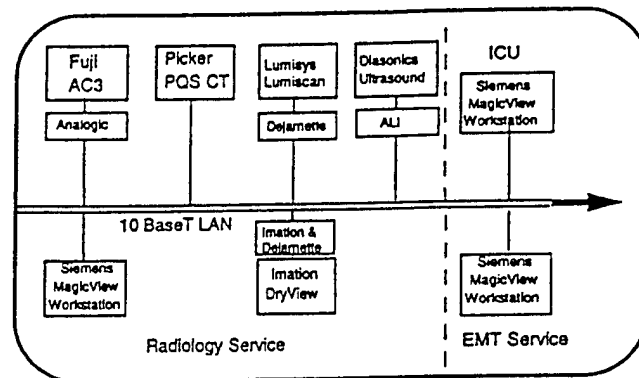 Fuji
AC3
Analogic
Picker
PQS CT
Lumisys
Lumiscan
Dejarnette
Diasonics
Ultrasound
ALI
ICU
Siemens
MagicView
Workstation
10 BaseT LAN
Siemens
MagicView
Workstation
Imation &
Dejarnette
Imation
DryView
Siemens
MagicView
Workstation
Radiology Service
EMT Service